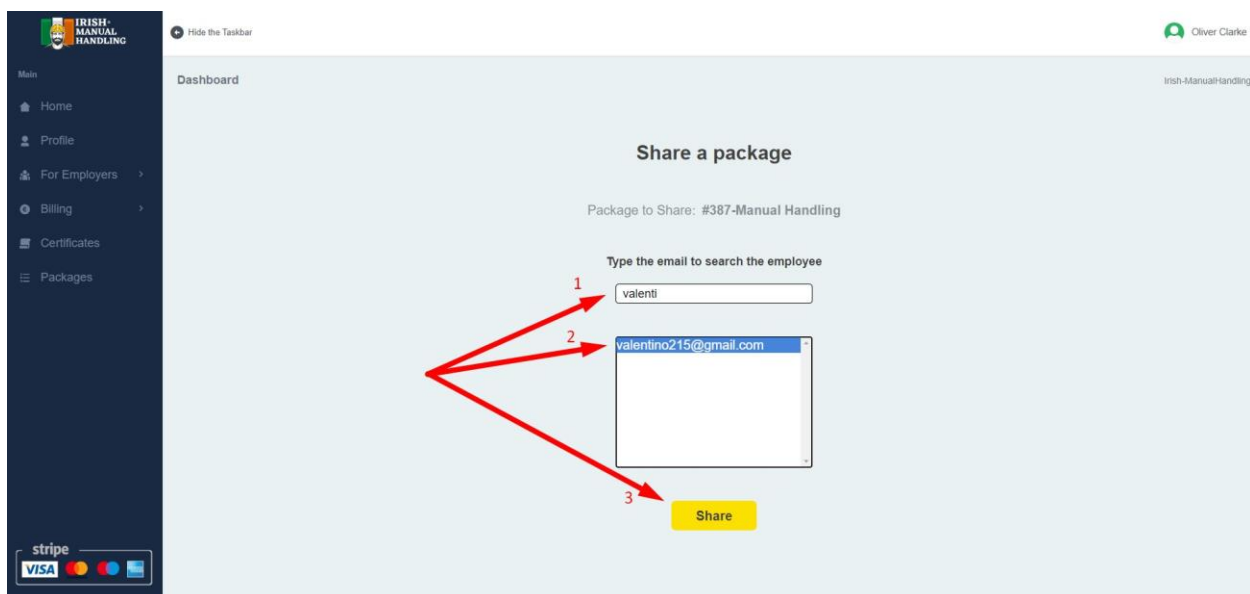 IRISH·
MANUAL
HANDLING
Hide the Taskbar
Oliver Clarke
Main
Dashboard
Irish-ManualHandling
Home
Profile
For Employers
Billing
Certificates
Packages
Share a package
Package to Share: #387-Manual Handling
Type the email to search the employee
1
valenti
2
valentino215@gmail.com
3
Share
stripe
VISA